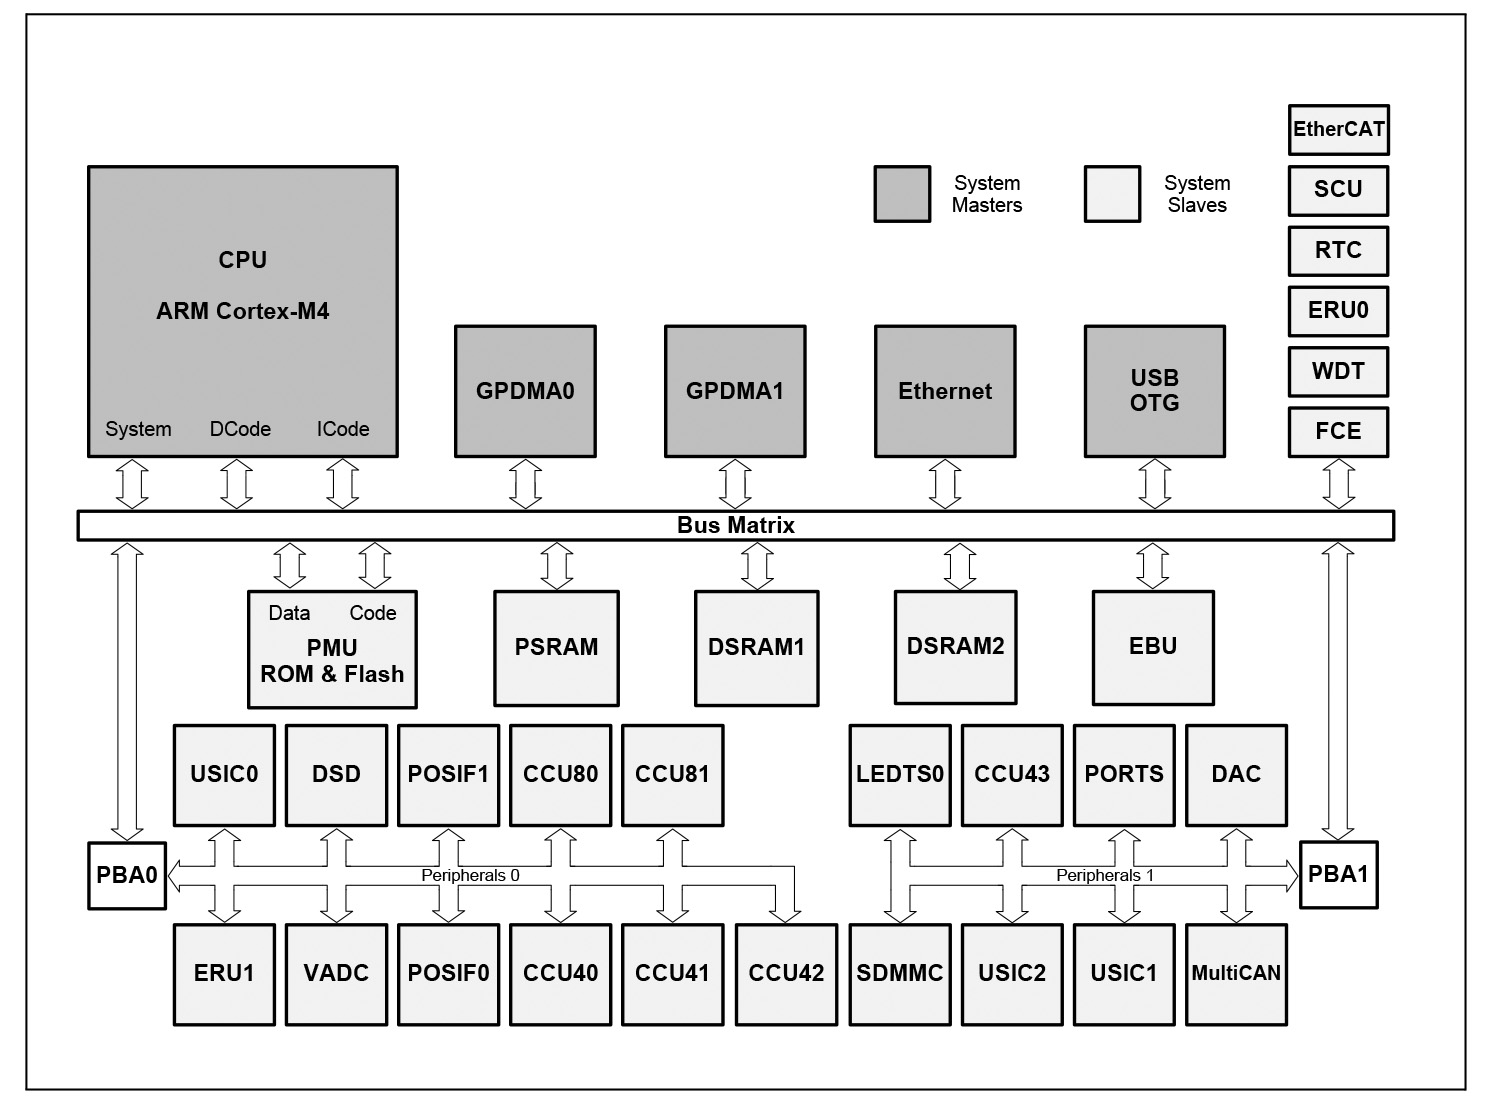 EtherCAT
System
Masters
System
Slaves
SCU
RTC
ERU0
WDT
FCE
CPU
ARM Cortex-M4
System DCode ICode
GPDMA0
GPDMA1
Ethernet
USB
OTG
Bus Matrix
Data Code
PMU
ROM & Flash
PSRAM
DSRAM1
DSRAM2
EBU
USIC0
DSD
POSIF1
CCU80
CCU81
LEDTS0
CCU43
PORTS
DAC
PBA0
Peripherals 0
Peripherals 1
PBA1
ERU1
VADC
POSIF0
CCU40
CCU41
CCU42
SDMMC
USIC2
USIC1
MultiCAN